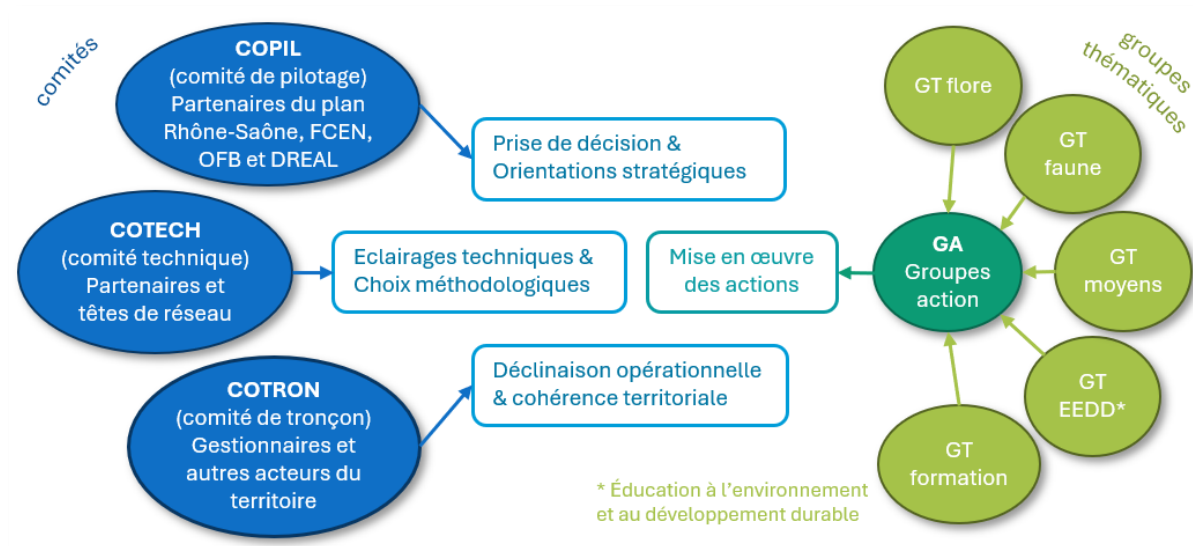 comités
COPIL
(comité de pilotage)
Partenaires du plan
Rhône-Saône, FCEN,
OFB et DREAL
Prise de décision &
Orientations stratégiques
COTECH
(comité technique)
Partenaires et
têtes de réseau
Eclairages techniques &
Choix méthodologiques
COTRON
(comité de tronçon)
Gestionnaires et
autres acteurs du
territoire
Déclinaison opérationnelle
& cohérence territoriale
Mise en œuvre
des actions
GA
Groupes
action
groupes
thématiques
GT flore
GT
faune
GT
moyens
GT
EEDD*
GT
formation
* Éducation à l'environnement
et au développement durable